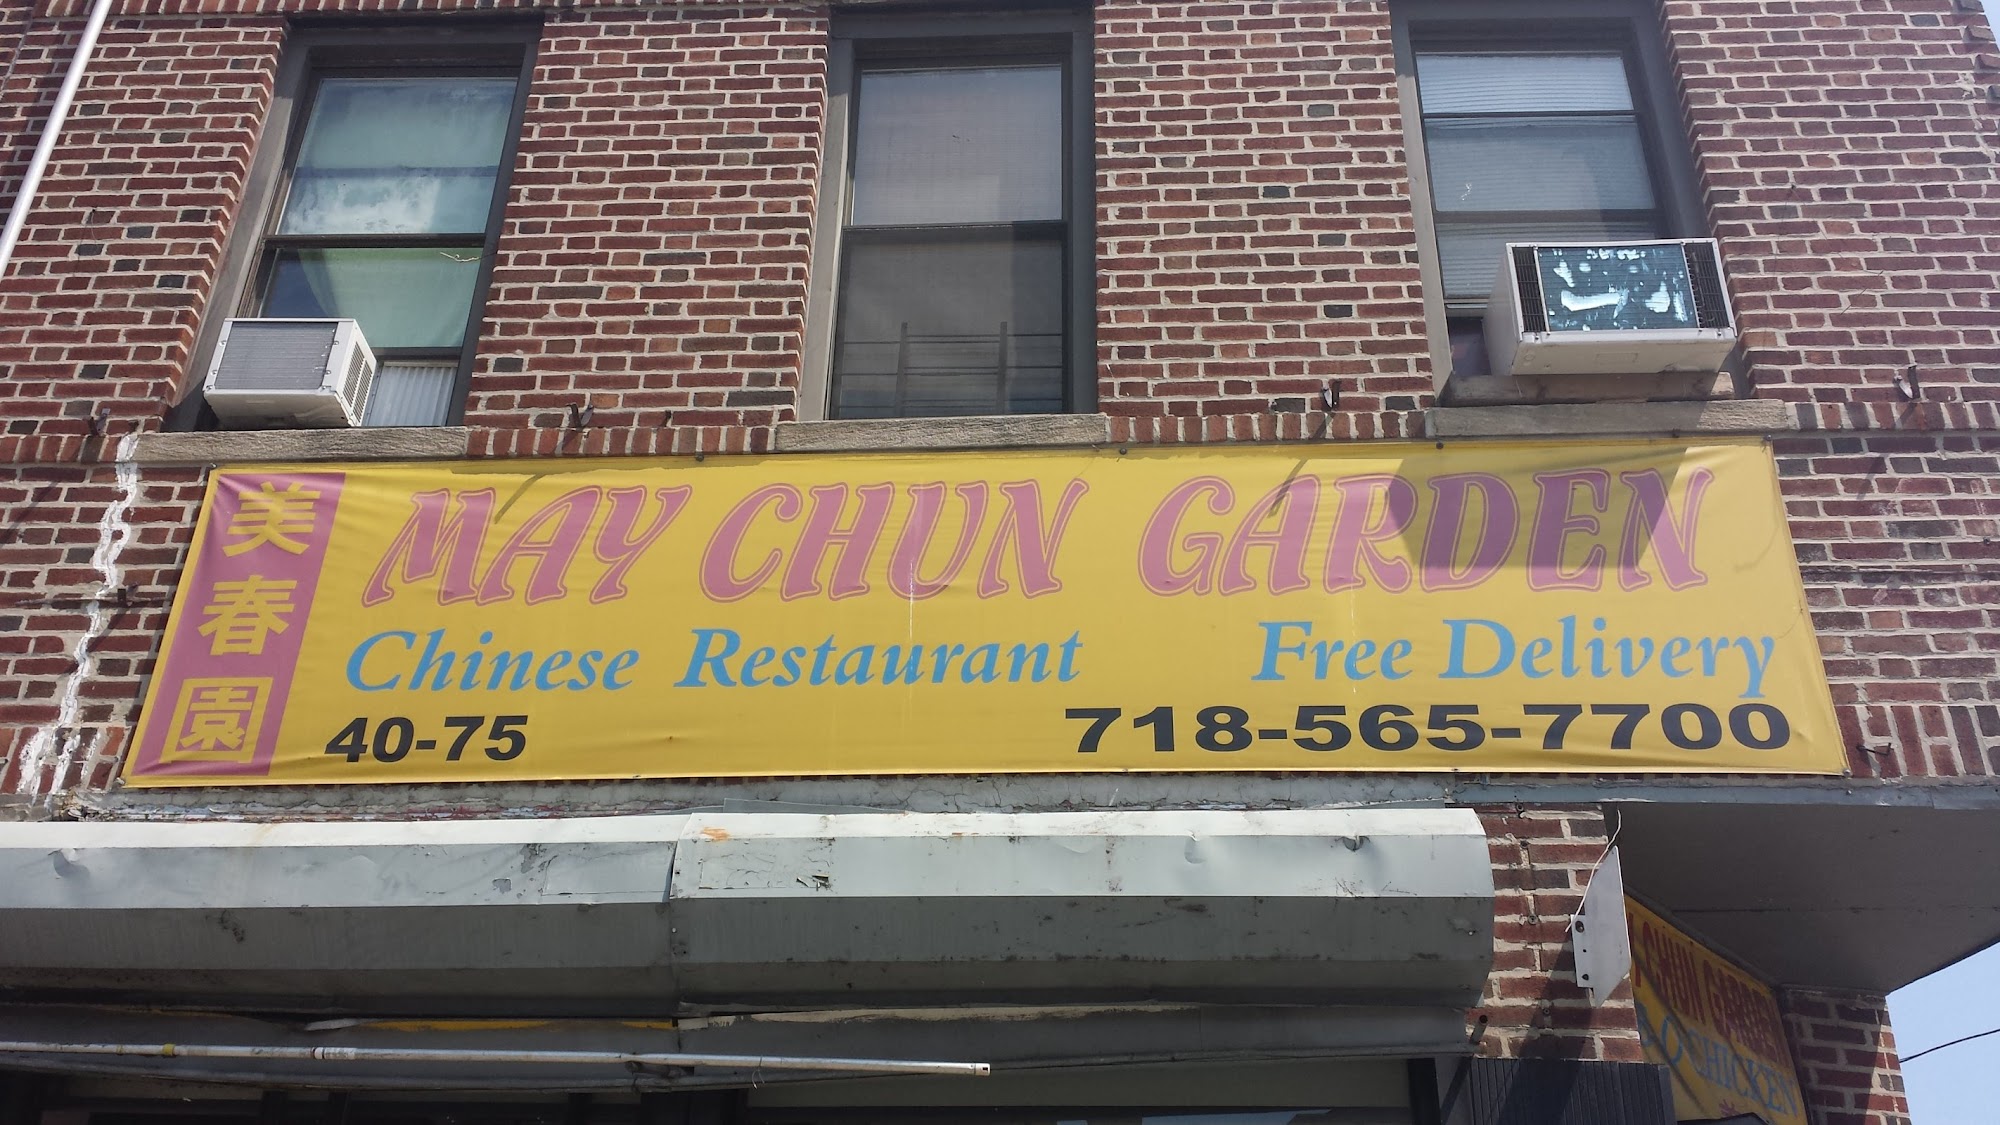 美春園
MAY CHUN GARDEN
Chinese Restaurant Free Delivery
40-75 718-565-7700
CHUN GARDEN
CHICKEN